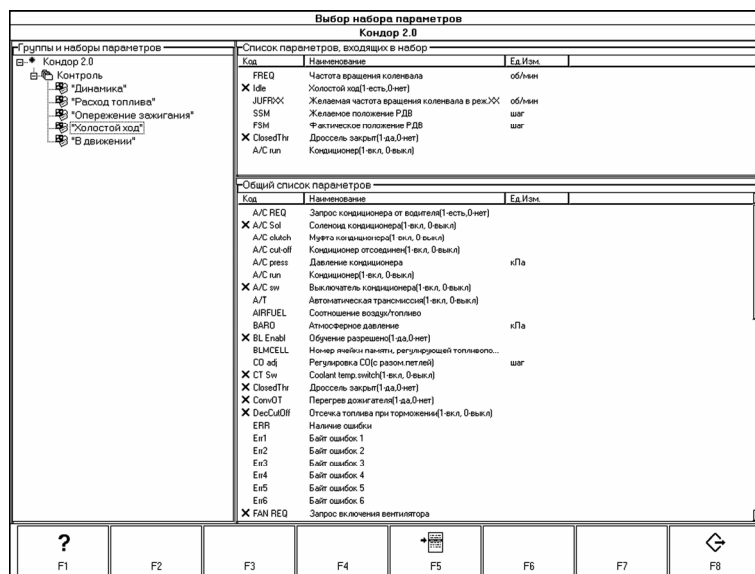 Выбор набора параметров
Кондор 2.0
Группы и наборы параметров
Кондор 2.0
Контроль
"Динамика"
"Расход топлива"
"Опережение зажигания"
"Холостой ход"
"В движении"
Список параметров, входящих в набор
Код Наименование Ед.Изм.
FREQ Частота вращения коленвала об/мин
Idle Холостой ход(1-есть,0-нет)
JUFRXX Желаемая частота вращения коленвала в реж.XX об/мин
SSM Желаемое положение РДВ шаг
FSM Фактическое положение РДВ шаг
ClosedThr Дроссель закрыт(1-да,0-нет)
A/C run Кондиционер(1-вкл, 0-выкл)
Общий список параметров
Код Наименование Ед.Изм.
A/C REQ Запрос кондиционера от водителя(1-есть,0-нет)
A/C Sol Соленоид кондиционера(1-вкл, 0-выкл)
A/C clutch Муфта кондиционера(1-вкл, 0-выкл)
A/C cut-off Кондиционер отсоединен(1-вкл, 0-выкл)
A/C press Давление кондиционера кПа
A/C run Кондиционер(1-вкл, 0-выкл)
A/C sw Выключатель кондиционера(1-вкл, 0-выкл)
A/T Автоматическая трансмиссия(1-вкл, 0-выкл)
AIRFUEL Соотношение воздух/топливо
BARO Атмосферное давление кПа
BL Enabl Обучение разрешено(1-да,0-нет)
BLMCELL Номер ячейки памяти, регулирующей топливопо...
CO adj Регулировка CO(с разом.петлей) шаг
CT Sw Coolant temp.switch(1-вкл, 0-выкл)
ClosedThr Дроссель закрыт(1-да,0-нет)
ConvOT Перегрев дожигателя(1-да,0-нет)
DecCutOff Отсечка топлива при торможении(1-вкл, 0-выкл)
ERR Наличие ошибки
Err1 Байт ошибок 1
Err2 Байт ошибок 2
Err3 Байт ошибок 3
Err4 Байт ошибок 4
Err5 Байт ошибок 5
Err6 Байт ошибок 6
FAN REQ Запрос включения вентилятора
?
F1 F2 F3 F4 F5 F6 F7 F8